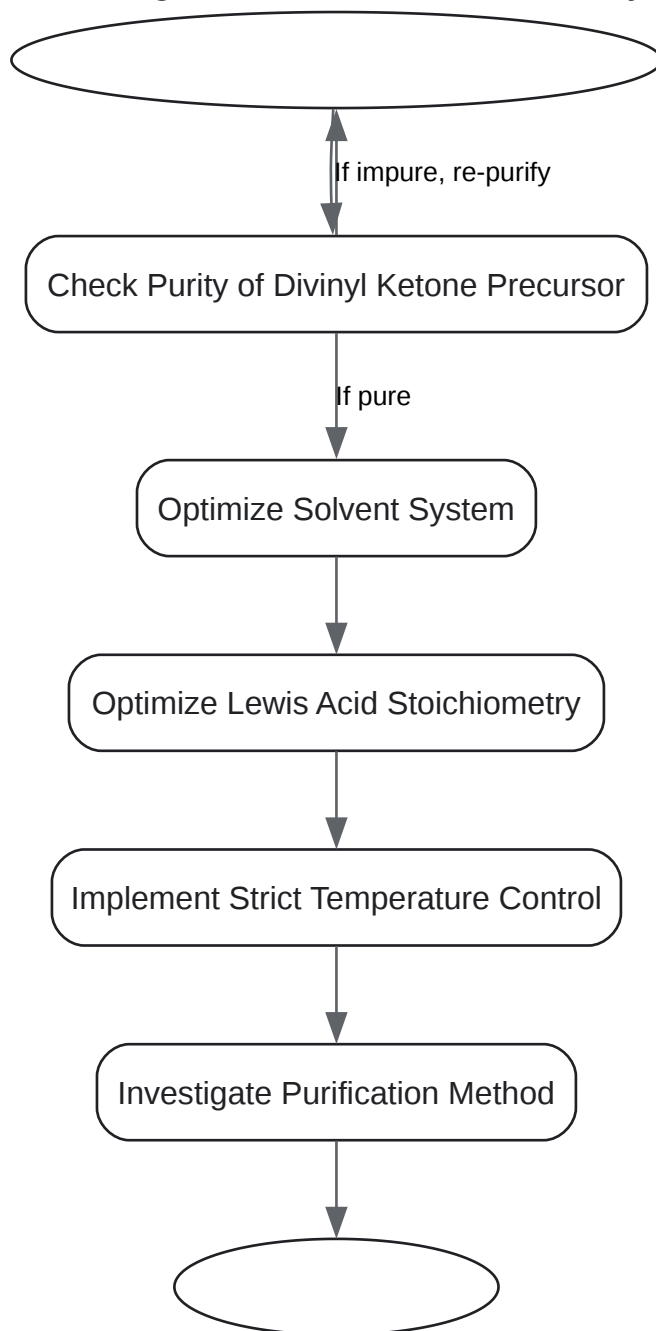 If impure, re-purify
Check Purity of Divinyl Ketone Precursor
If pure
Optimize Solvent System
Optimize Lewis Acid Stoichiometry
Implement Strict Temperature Control
Investigate Purification Method